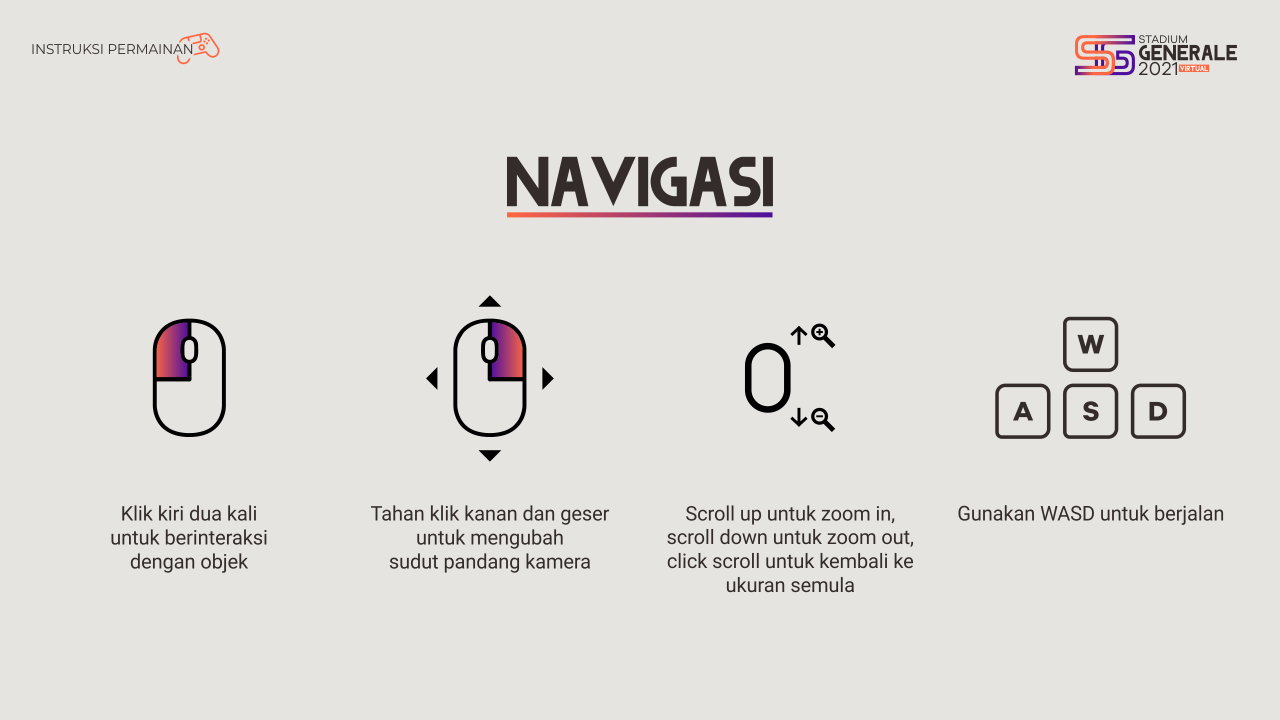 INSTRUKSI PERMAINAN
STADIUM
GENERALE
2021 VIRTUAL
NAVIGASI
W
A S D
Klik kiri dua kali
untuk berinteraksi
dengan objek
Tahan klik kanan dan geser
untuk mengubah
sudut pandang kamera
Scroll up untuk zoom in,
scroll down untuk zoom out,
click scroll untuk kembali ke
ukuran semula
Gunakan WASD untuk berjalan